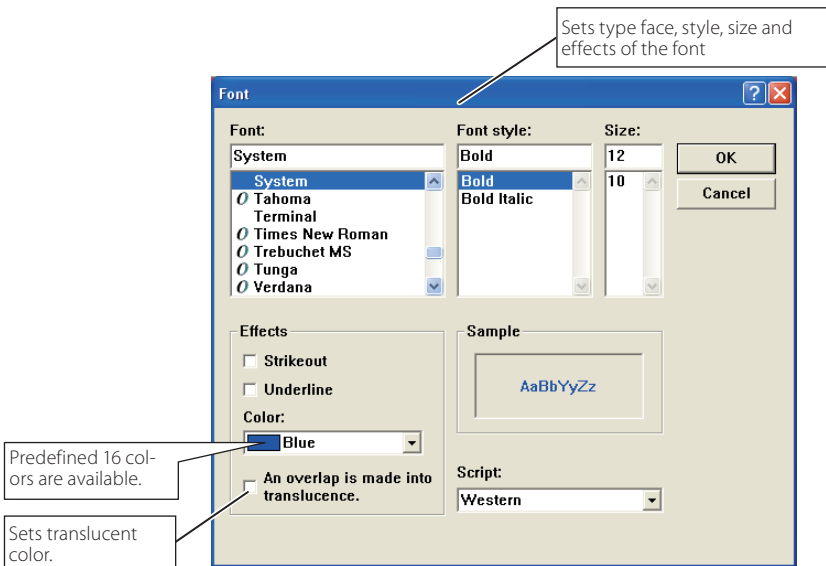 Sets type face, style, size and
effects of the font
Font
Font:
Font style:
Size:
System
Bold
12
OK
System
Tahoma
Terminal
Times New Roman
Trebuchet MS
Tunga
Verdana
Bold
Bold Italic
10
Cancel
Effects
Strikeout
Underline
Color:
Blue
An overlap is made into
translucence.
Sample
AaBbYyZz
Script:
Western
Predefined 16 col-
ors are available.
Sets translucent
color.